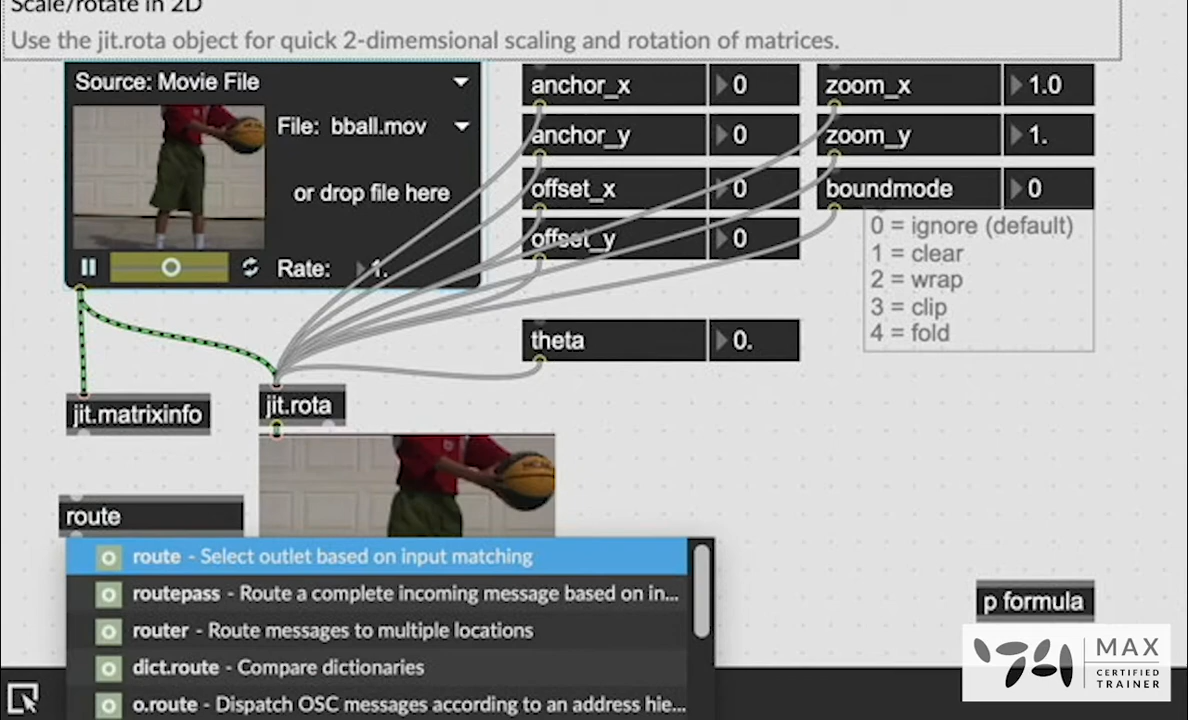 Scale/rotate in 2D
Use the jit.rota object for quick 2-dimemsional scaling and rotation of matrices.
Source: Movie File
File: bball.mov
or drop file here
Rate: 1.
anchor_x 0
anchor_y 0
offset_x 0
offset_y 0
theta 0.
zoom_x 1.0
zoom_y 1.
boundmode 0
0 = ignore (default)
1 = clear
2 = wrap
3 = clip
4 = fold
jit.matrixinfo
jit.rota
route
route - Select outlet based on input matching
routepass - Route a complete incoming message based on in...
router - Route messages to multiple locations
dict.route - Compare dictionaries
o.route - Dispatch OSC messages according to an address hie...
p formula
74
MAX
CERTIFIED
TRAINER